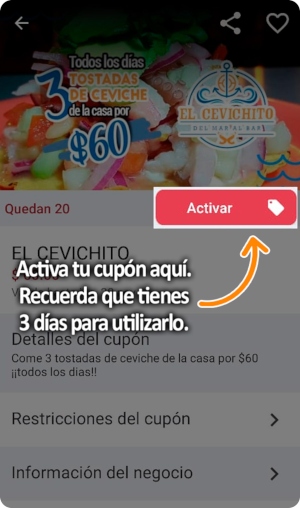 Todos los días
3 TOSTADAS
DE CEVICHE
de la casa por
$60
EL CEVICHITO
DEL MAR AL BAR
Quedan 20
Activar
EL CEVICHITO
Activa tu cupón aquí.
Recuerda que tienes
3 días para utilizarlo.
Detalles del cupón
Come 3 tostadas de ceviche de la casa por $60
¡¡todos los dias!!
Restricciones del cupón
Información del negocio